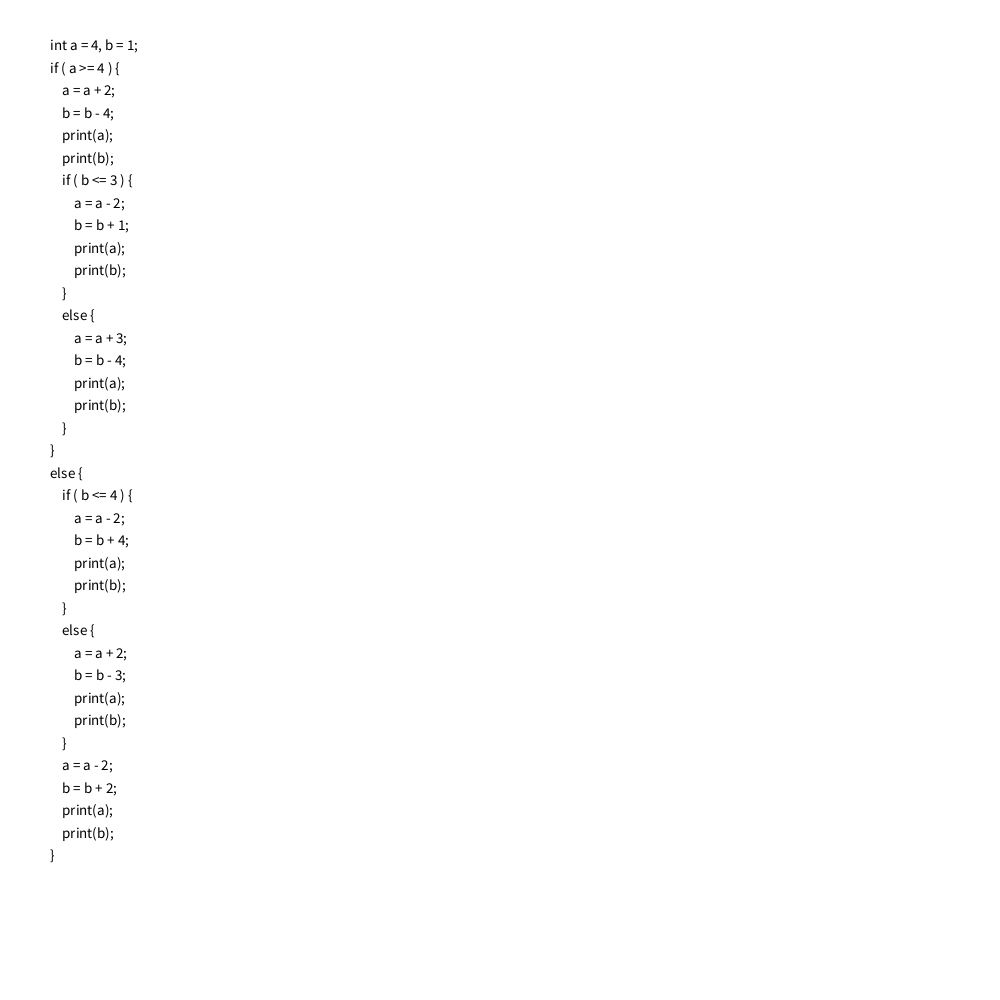 int a = 4, b = 1;
if ( a >= 4 ) {
    a = a + 2;
    b = b - 4;
    print(a);
    print(b);
    if ( b <= 3 ) {
        a = a - 2;
        b = b + 1;
        print(a);
        print(b);
    }
    else {
        a = a + 3;
        b = b - 4;
        print(a);
        print(b);
    }
}
else {
    if ( b <= 4 ) {
        a = a - 2;
        b = b + 4;
        print(a);
        print(b);
    }
    else {
        a = a + 2;
        b = b - 3;
        print(a);
        print(b);
    }
    a = a - 2;
    b = b + 2;
    print(a);
    print(b);
}